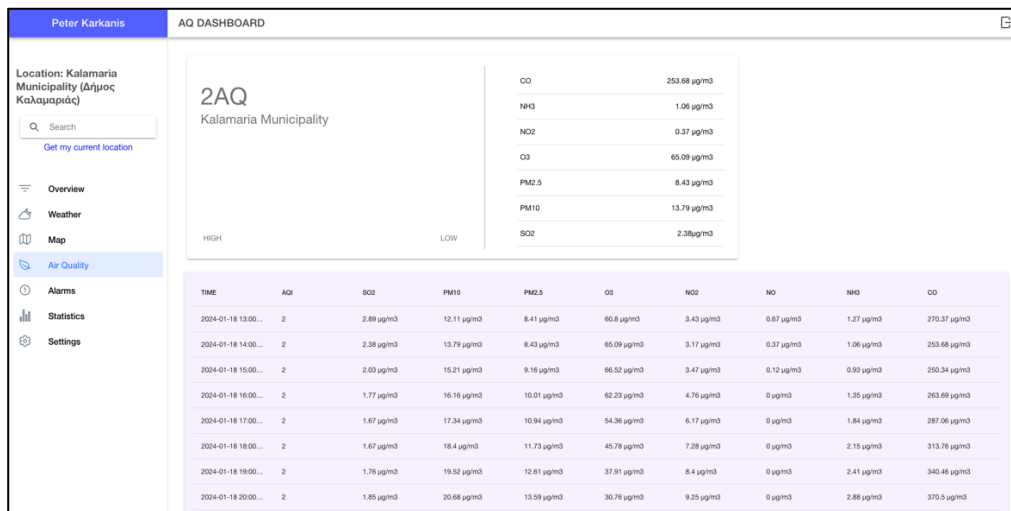 Peter Karkanis
AQ DASHBOARD
Location: Kalamaria
Municipality (Δήμος
Καλαμαριάς)
Search
Get my current location
Overview
Weather
Map
Air Quality
Alarms
Statistics
Settings
2AQ
Kalamaria Municipality
HIGH LOW
CO 253.68 μg/m3
NH3 1.06 μg/m3
NO2 0.37 μg/m3
O3 65.09 μg/m3
PM2.5 8.43 μg/m3
PM10 13.79 μg/m3
SO2 2.38μg/m3
TIME AQI SO2 PM10 PM2.5 O3 NO2 NO NH3 CO
2024-01-18 13:00... 2 2.89 μg/m3 12.11 μg/m3 8.41 μg/m3 60.8 μg/m3 3.43 μg/m3 0.67 μg/m3 1.27 μg/m3 270.37 μg/m3
2024-01-18 14:00... 2 2.38 μg/m3 13.79 μg/m3 8.43 μg/m3 65.09 μg/m3 3.17 μg/m3 0.37 μg/m3 1.06 μg/m3 253.68 μg/m3
2024-01-18 15:00... 2 2.03 μg/m3 15.21 μg/m3 9.16 μg/m3 66.52 μg/m3 3.47 μg/m3 0.12 μg/m3 0.93 μg/m3 250.34 μg/m3
2024-01-18 16:00... 2 1.77 μg/m3 16.16 μg/m3 10.01 μg/m3 62.23 μg/m3 4.76 μg/m3 0 μg/m3 1.35 μg/m3 263.69 μg/m3
2024-01-18 17:00... 2 1.67 μg/m3 17.34 μg/m3 10.94 μg/m3 54.36 μg/m3 6.17 μg/m3 0 μg/m3 1.84 μg/m3 287.06 μg/m3
2024-01-18 18:00... 2 1.67 μg/m3 18.4 μg/m3 11.73 μg/m3 45.78 μg/m3 7.28 μg/m3 0 μg/m3 2.15 μg/m3 313.76 μg/m3
2024-01-18 19:00... 2 1.76 μg/m3 19.52 μg/m3 12.61 μg/m3 37.91 μg/m3 8.4 μg/m3 0 μg/m3 2.41 μg/m3 340.46 μg/m3
2024-01-18 20:00... 2 1.85 μg/m3 20.68 μg/m3 13.59 μg/m3 30.76 μg/m3 9.25 μg/m3 0 μg/m3 2.88 μg/m3 370.5 μg/m3